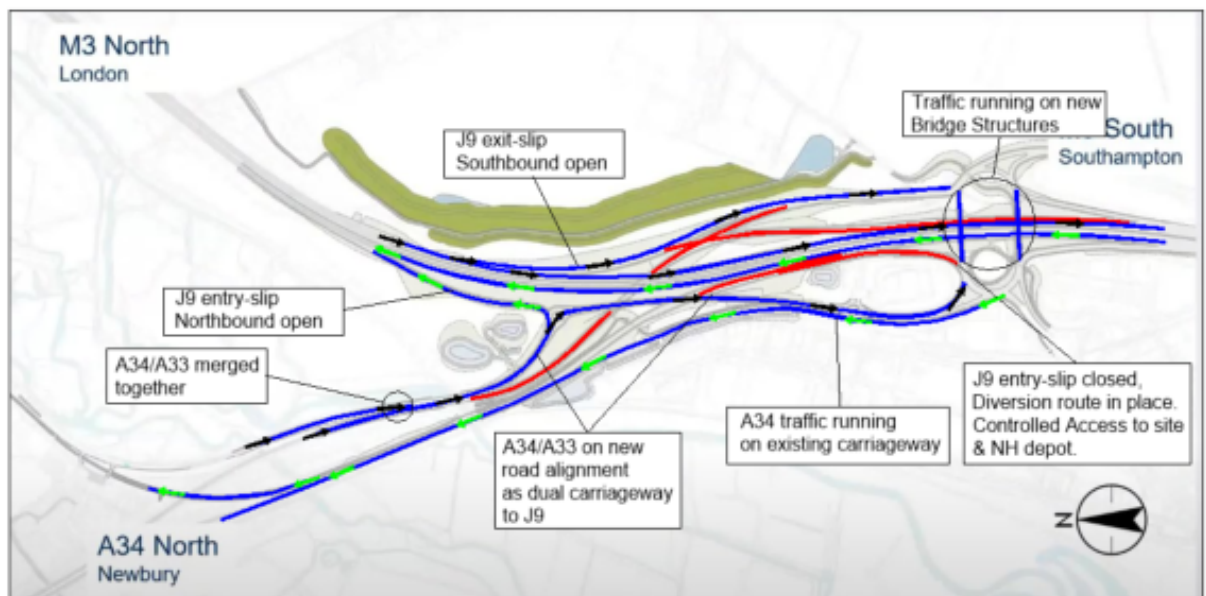 M3 North
London
Traffic running on new
Bridge Structures
South
Southampton
J9 exit-slip
Southbound open
J9 entry-slip
Northbound open
A34/A33 merged
together
A34/A33 on new
road alignment
as dual carriageway
to J9
A34 traffic running
on existing carriageway
J9 entry-slip closed,
Diversion route in place.
Controlled Access to site
& NH depot.
N
A34 North
Newbury